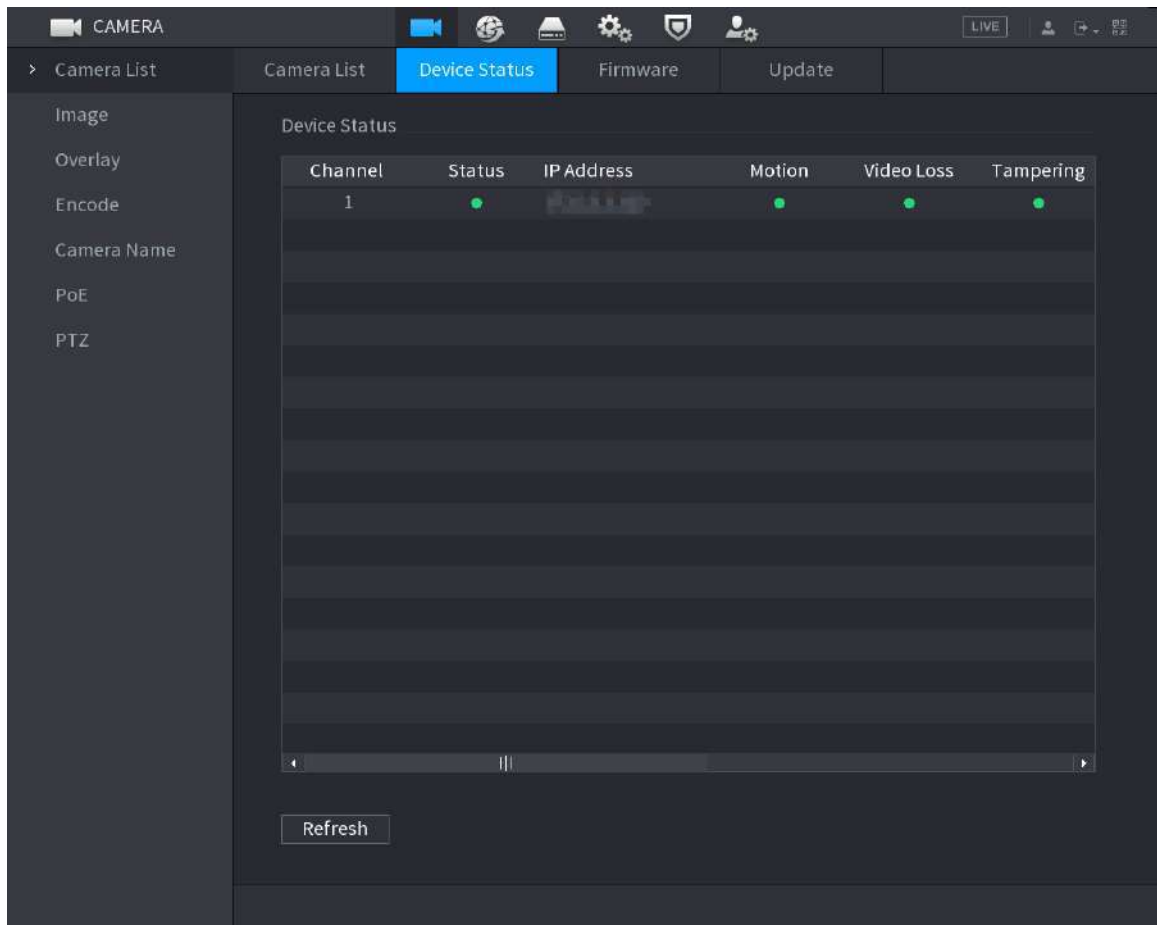 CAMERA
LIVE
> Camera List
Camera List Device Status Firmware Update
Image
Device Status
Overlay
Channel Status IP Address Motion Video Loss Tampering
Encode
1
Camera Name
PoE
PTZ
Refresh